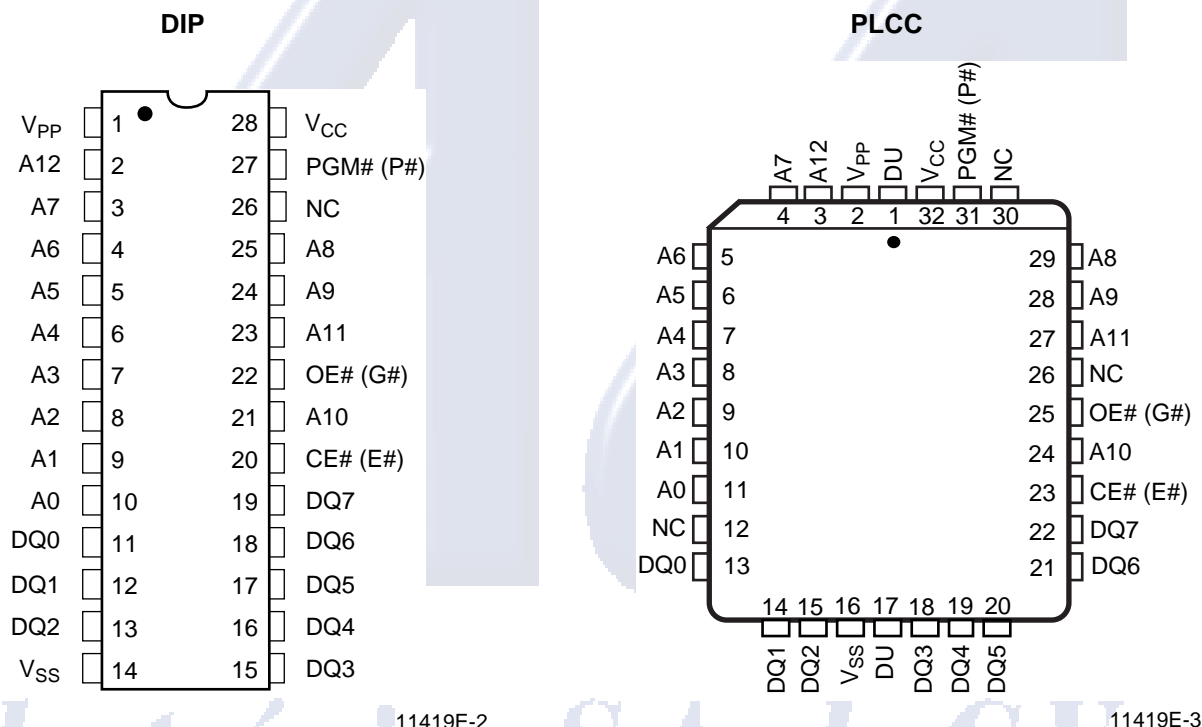 DIP
VPP 1 28 VCC
A12 2 27 PGM# (P#)
A7 3 26 NC
A6 4 25 A8
A5 5 24 A9
A4 6 23 A11
A3 7 22 OE# (G#)
A2 8 21 A10
A1 9 20 CE# (E#)
A0 10 19 DQ7
DQ0 11 18 DQ6
DQ1 12 17 DQ5
DQ2 13 16 DQ4
VSS 14 15 DQ3
11419E-2
PLCC
A7 A12 VPP DU VCC PGM# (P#) NC
4 3 2 1 32 31 30
A6 5 29 A8
A5 6 28 A9
A4 7 27 A11
A3 8 26 NC
A2 9 25 OE# (G#)
A1 10 24 A10
A0 11 23 CE# (E#)
NC 12 22 DQ7
DQ0 13 21 DQ6
14 15 16 17 18 19 20
DQ1 DQ2 VSS DU DQ3 DQ4 DQ5
11419E-3